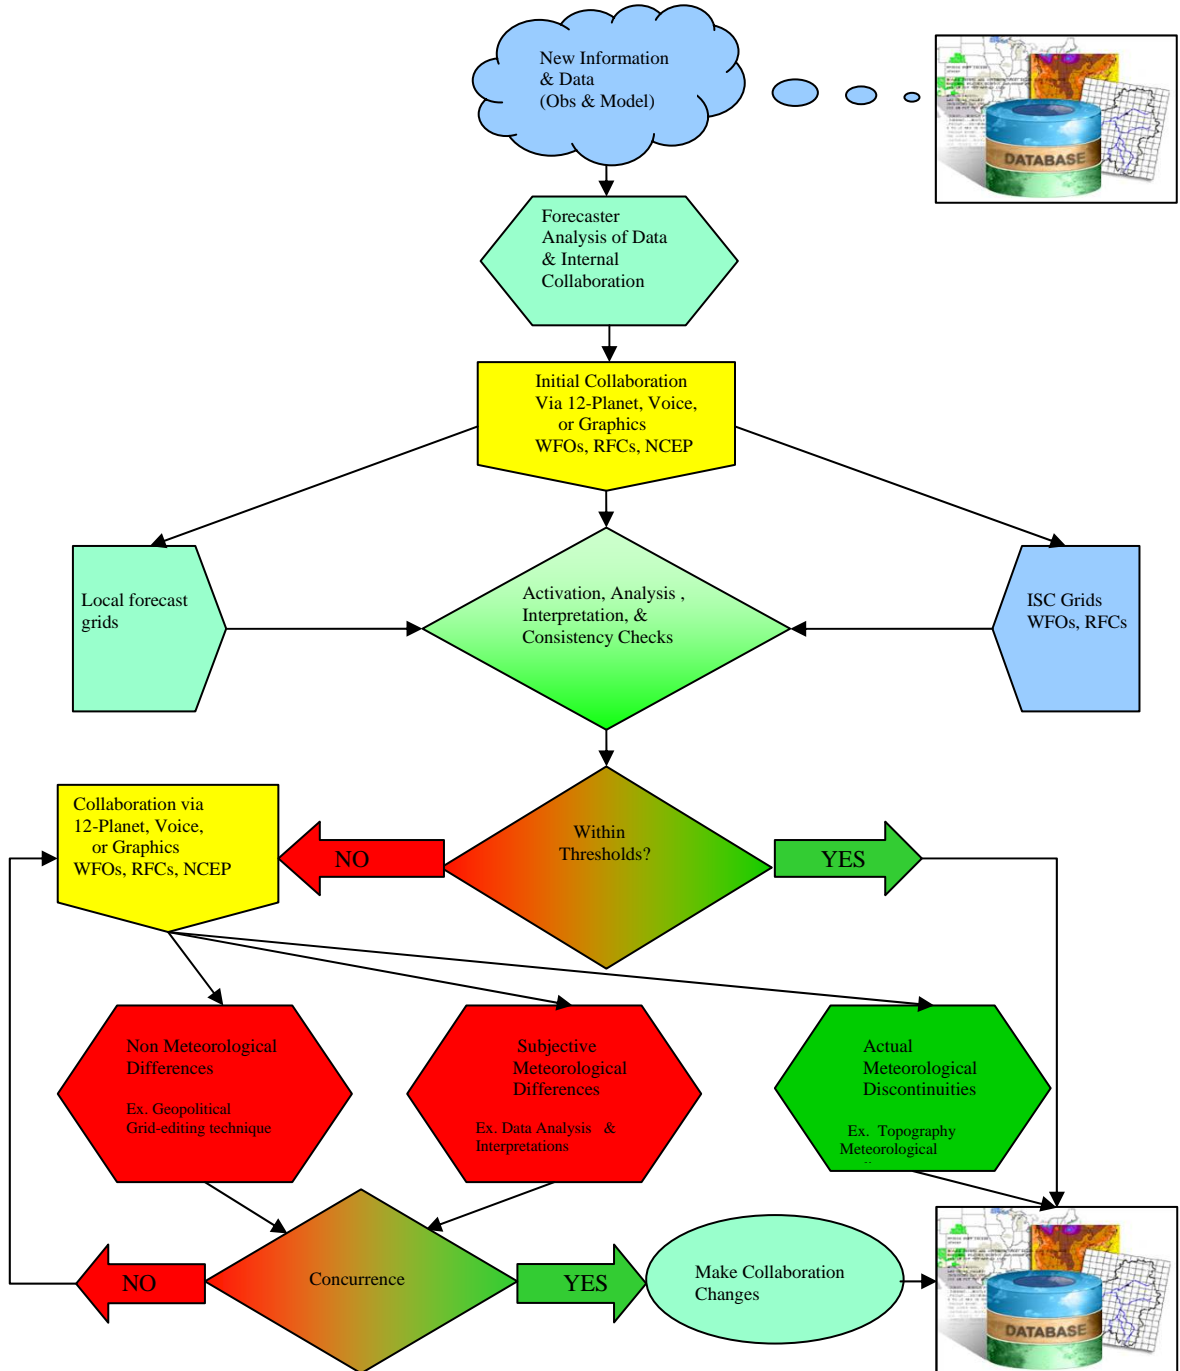 New Information
& Data
(Obs & Model)
DATABASE
Forecaster
Analysis of Data
& Internal
Collaboration
Initial Collaboration
Via 12-Planet, Voice,
or Graphics
WFOs, RFCs, NCEP
Local forecast
grids
Activation, Analysis ,
Interpretation, &
Consistency Checks
ISC Grids
WFOs, RFCs
Collaboration via
12-Planet, Voice,
or Graphics
WFOs, RFCs, NCEP
NO
Within
Thresholds?
YES
Non Meteorological
Differences
Ex. Geopolitical
Grid-editing technique
Subjective
Meteorological
Differences
Ex. Data Analysis &
Interpretations
Actual
Meteorological
Discontinuities
Ex. Topography
Meteorological
NO
Concurrence
YES
Make Collaboration
Changes
DATABASE